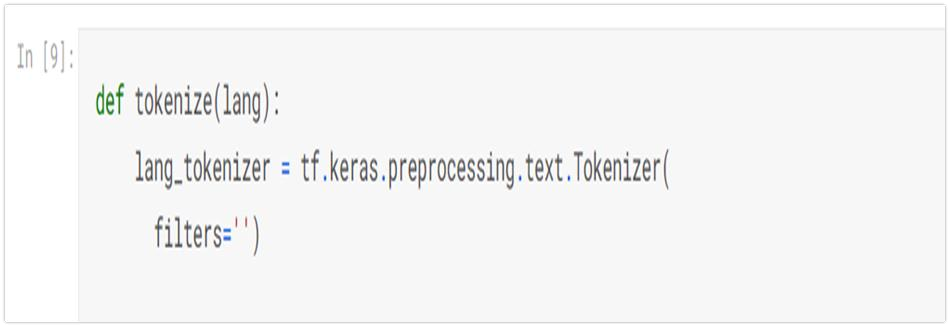 In [9]:
def tokenize(lang):
lang_tokenizer = tf.keras.preprocessing.text.Tokenizer(
filters='')